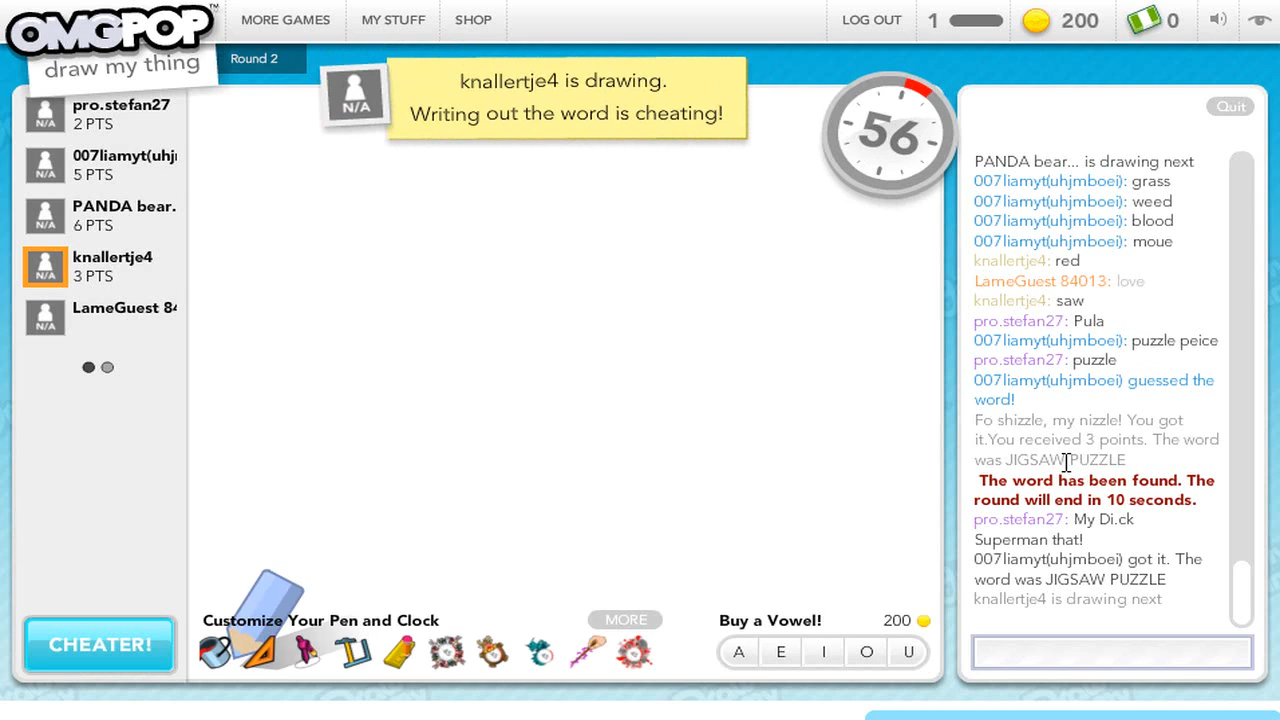 OMGPOP™
MORE GAMES
MY STUFF
SHOP
LOG OUT
1
200
0
draw my thing
Round 2
knallertje4 is drawing.
Writing out the word is cheating!
N/A
56
Quit
N/A
pro.stefan27
2 PTS
N/A
007liamyt(uhj
5 PTS
N/A
PANDA bear.
6 PTS
N/A
knallertje4
3 PTS
N/A
LameGuest 84
PANDA bear... is drawing next
007liamyt(uhjmboei): grass
007liamyt(uhjmboei): weed
007liamyt(uhjmboei): blood
007liamyt(uhjmboei): moue
knallertje4: red
LameGuest 84013: love
knallertje4: saw
pro.stefan27: Pula
007liamyt(uhjmboei): puzzle peice
pro.stefan27: puzzle
007liamyt(uhjmboei) guessed the
word!
Fo shizzle, my nizzle! You got
it.You received 3 points. The word
was JIGSAW PUZZLE
The word has been found. The
round will end in 10 seconds.
pro.stefan27: My Di.ck
Superman that!
007liamyt(uhjmboei) got it. The
word was JIGSAW PUZZLE
knallertje4 is drawing next
CHEATER!
Customize Your Pen and Clock
MORE
Buy a Vowel!
200
A E I O U